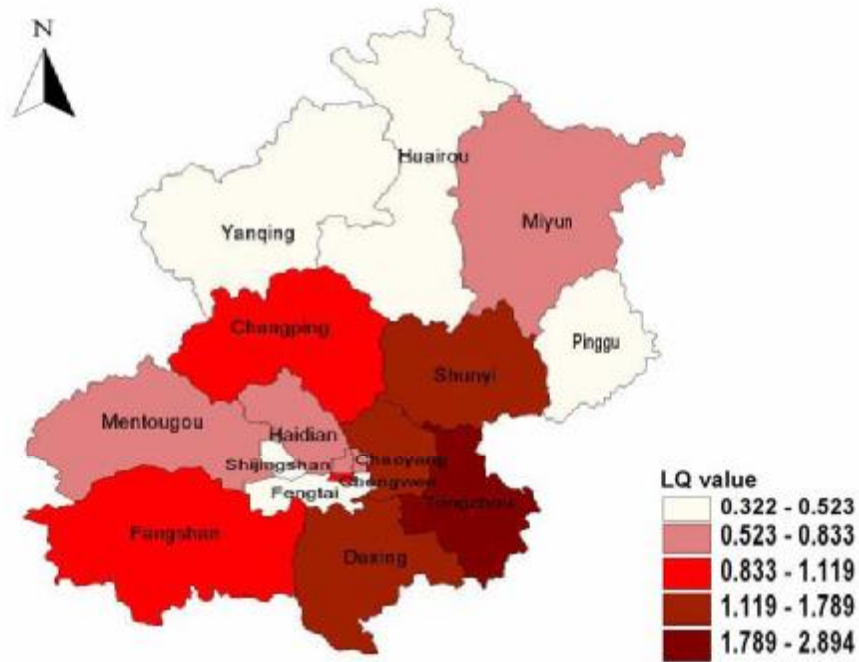 N
Huairou
Miyun
Yanqing
Changping
Pinggu
Shunyi
Mentougou
Haidian
Shijingshan
Chaoyang
Chongwen
Fengtai
Tongzhou
Fangshan
Daxing
LQ value
0.322 - 0.523
0.523 - 0.833
0.833 - 1.119
1.119 - 1.789
1.789 - 2.894